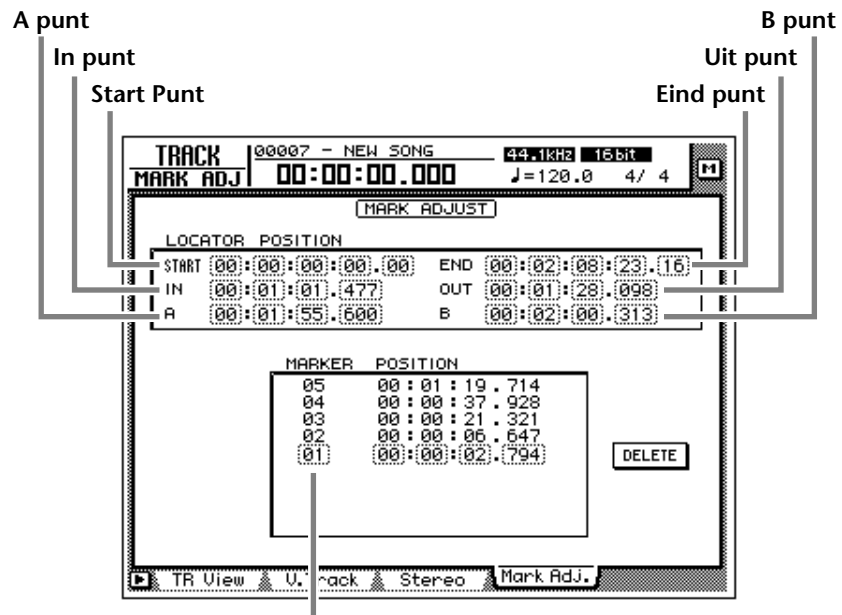 A punt
B punt
In punt
Uit punt
Start Punt
Eind punt
TRACK
MARK ADJ
00007 - NEW SONG
00:00:00.000
44.1kHz 16bit
♩=120.0 4/ 4
M
MARK ADJUST
LOCATOR POSITION
START 00:00:00:00.00 END 00:02:08:23.16
IN 00:01:01.477 OUT 00:01:28.098
A 00:01:55.600 B 00:02:00.313
MARKER POSITION
05 00:01:19.714
04 00:00:37.928
03 00:00:21.321
02 00:00:06.647
01 00:00:02.794
DELETE
TR View V.Track Stereo Mark Adj.